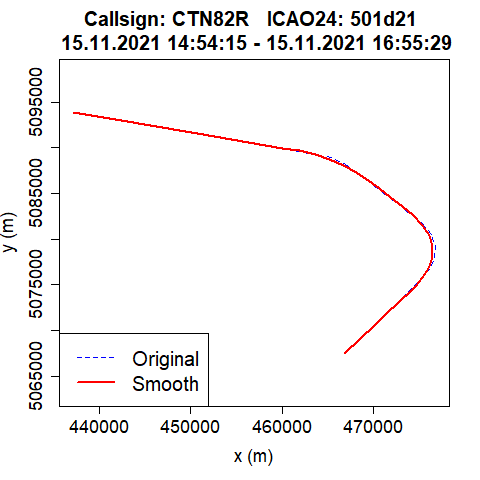 Callsign: CTN82R   ICAO24: 501d21
15.11.2021 14:54:15 - 15.11.2021 16:55:29
5095000
5085000
5075000
5065000
y (m)
Original
Smooth
440000 450000 460000 470000
x (m)